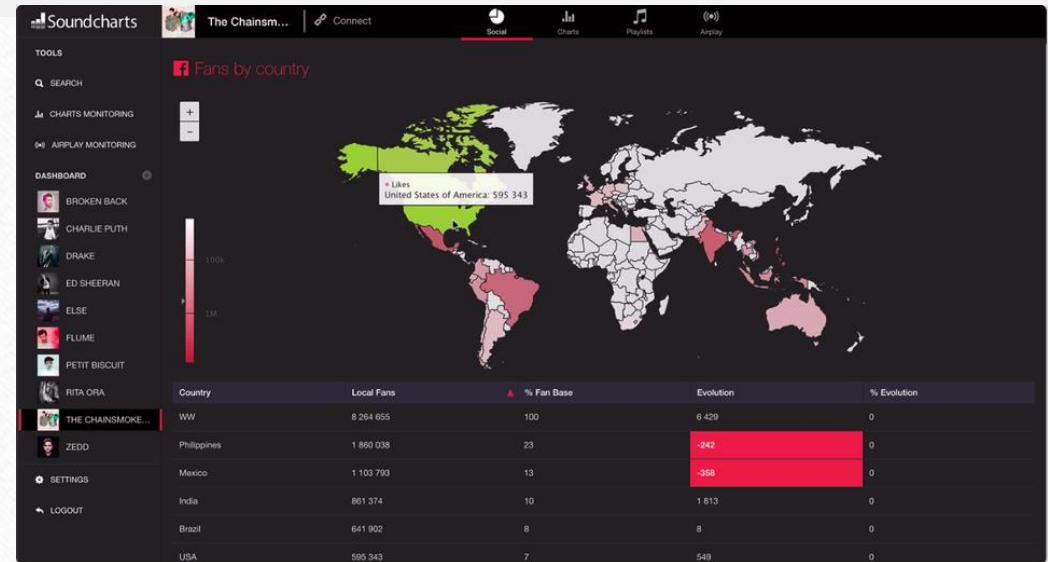 Soundcharts
The Chainsm...
Connect
Social
Charts
Playlists
Airplay
TOOLS
SEARCH
CHARTS MONITORING
AIRPLAY MONITORING
DASHBOARD
BROKEN BACK
CHARLIE PUTH
DRAKE
ED SHEERAN
ELSE
FLUME
PETIT BISCUIT
RITA ORA
THE CHAINSMOKE...
ZEDD
SETTINGS
LOGOUT
Fans by country
+
-
Likes
United States of America: 595 343
100k
1M
Country Local Fans % Fan Base Evolution % Evolution
WW 8 264 655 100 6 429 0
Philippines 1 860 038 23 -242 0
Mexico 1 103 793 13 -358 0
India 861 374 10 1 813 0
Brazil 641 902 8 8 0
USA 595 343 7 549 0